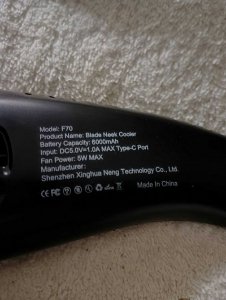 Model: F70
Product Name: Blade Neek Cooler
Battery Capacity: 6000mAh
Input: DC5.0V=1.0A MAX Type-C Port
Fan Power: 5W MAX
Manufacturer:
Shenzhen Xinghua Neng Technology Co., Ltd.
Made In China